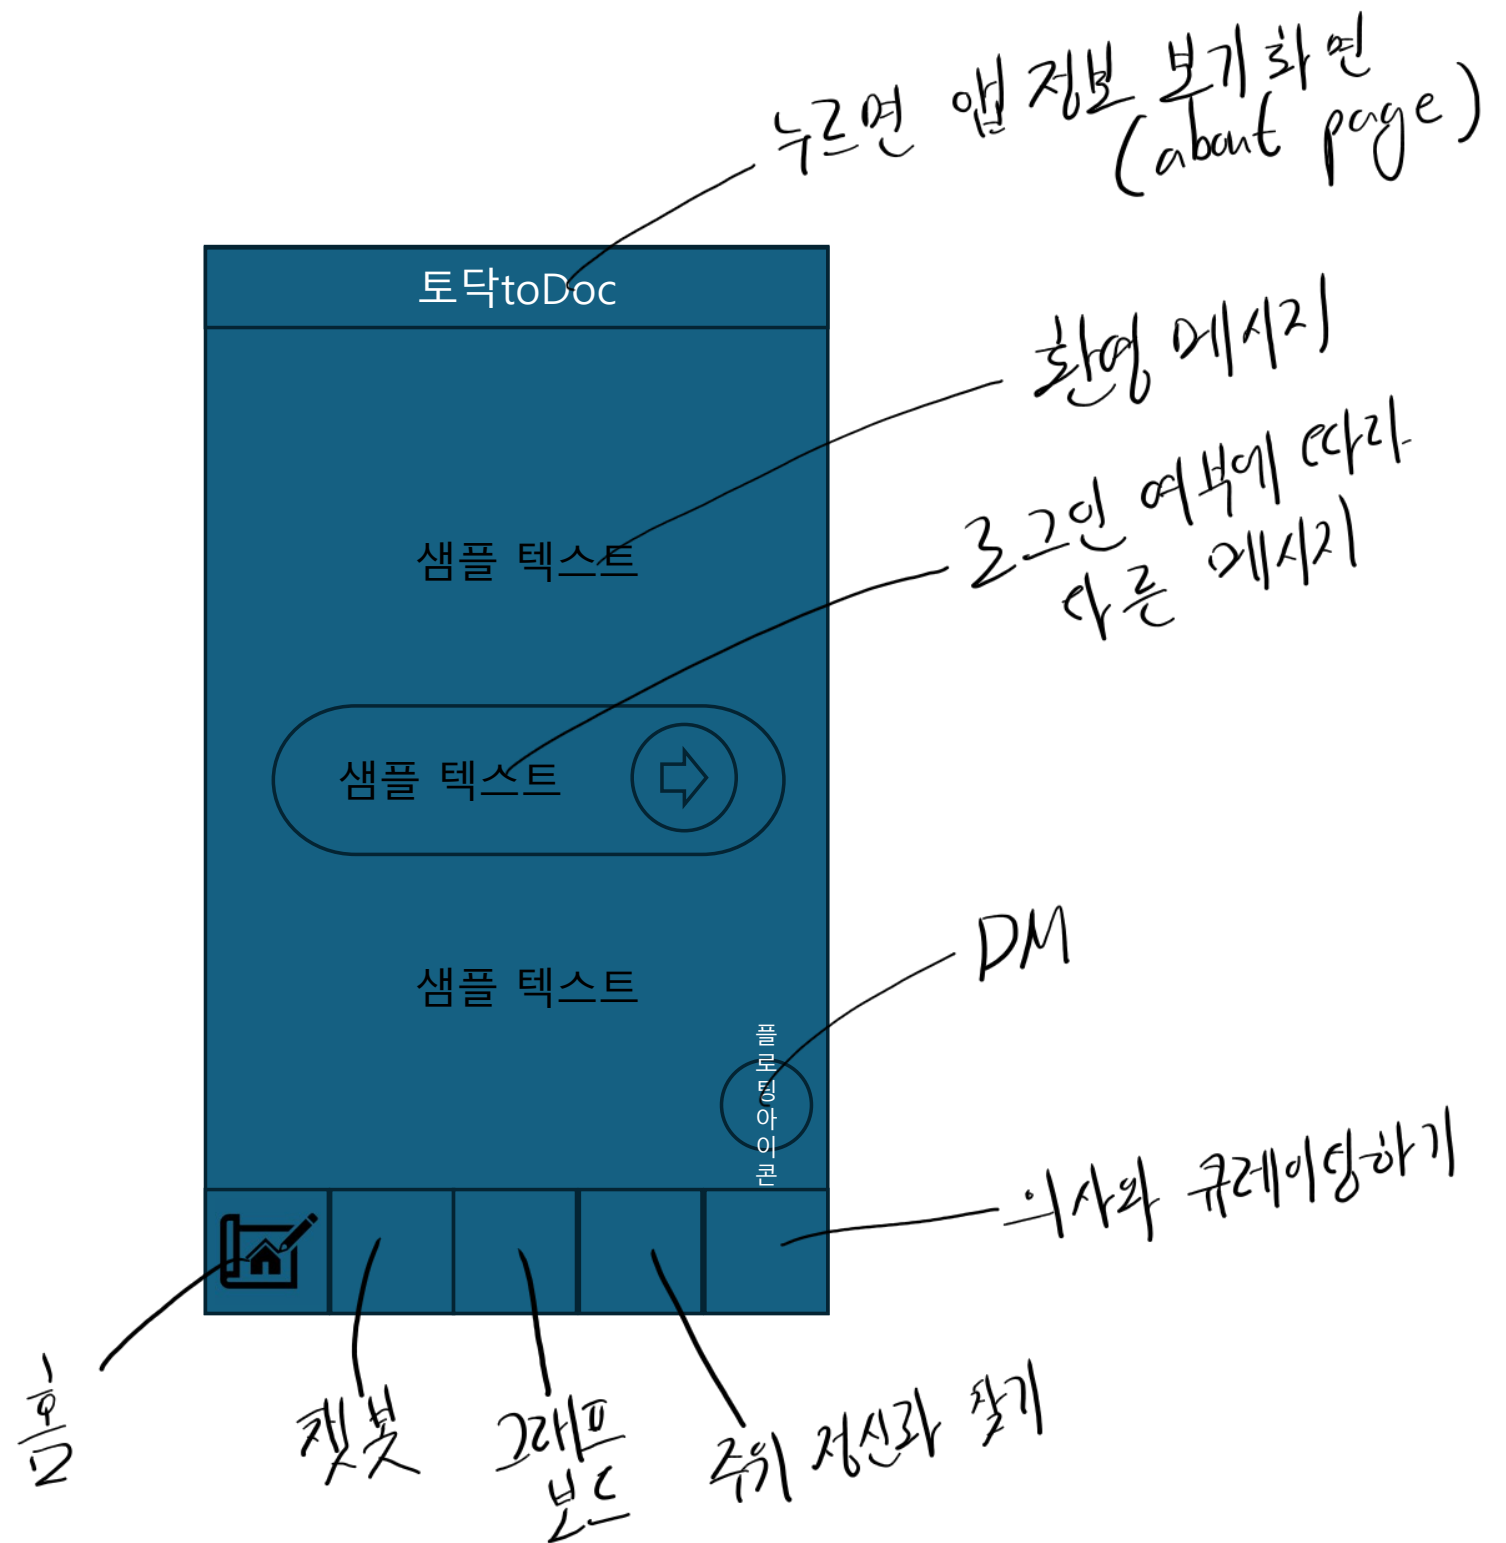 누르면 앱 정보 보기화면
(about page)
토닥toDoc
환영 메시지
로그인 여부에 따라
다른 메시지
샘플 텍스트
샘플 텍스트
샘플 텍스트
DM
플로팅아이콘
의사와 큐레이팅하기
홈
챗봇
그래프
보드
주위 정신과 찾기